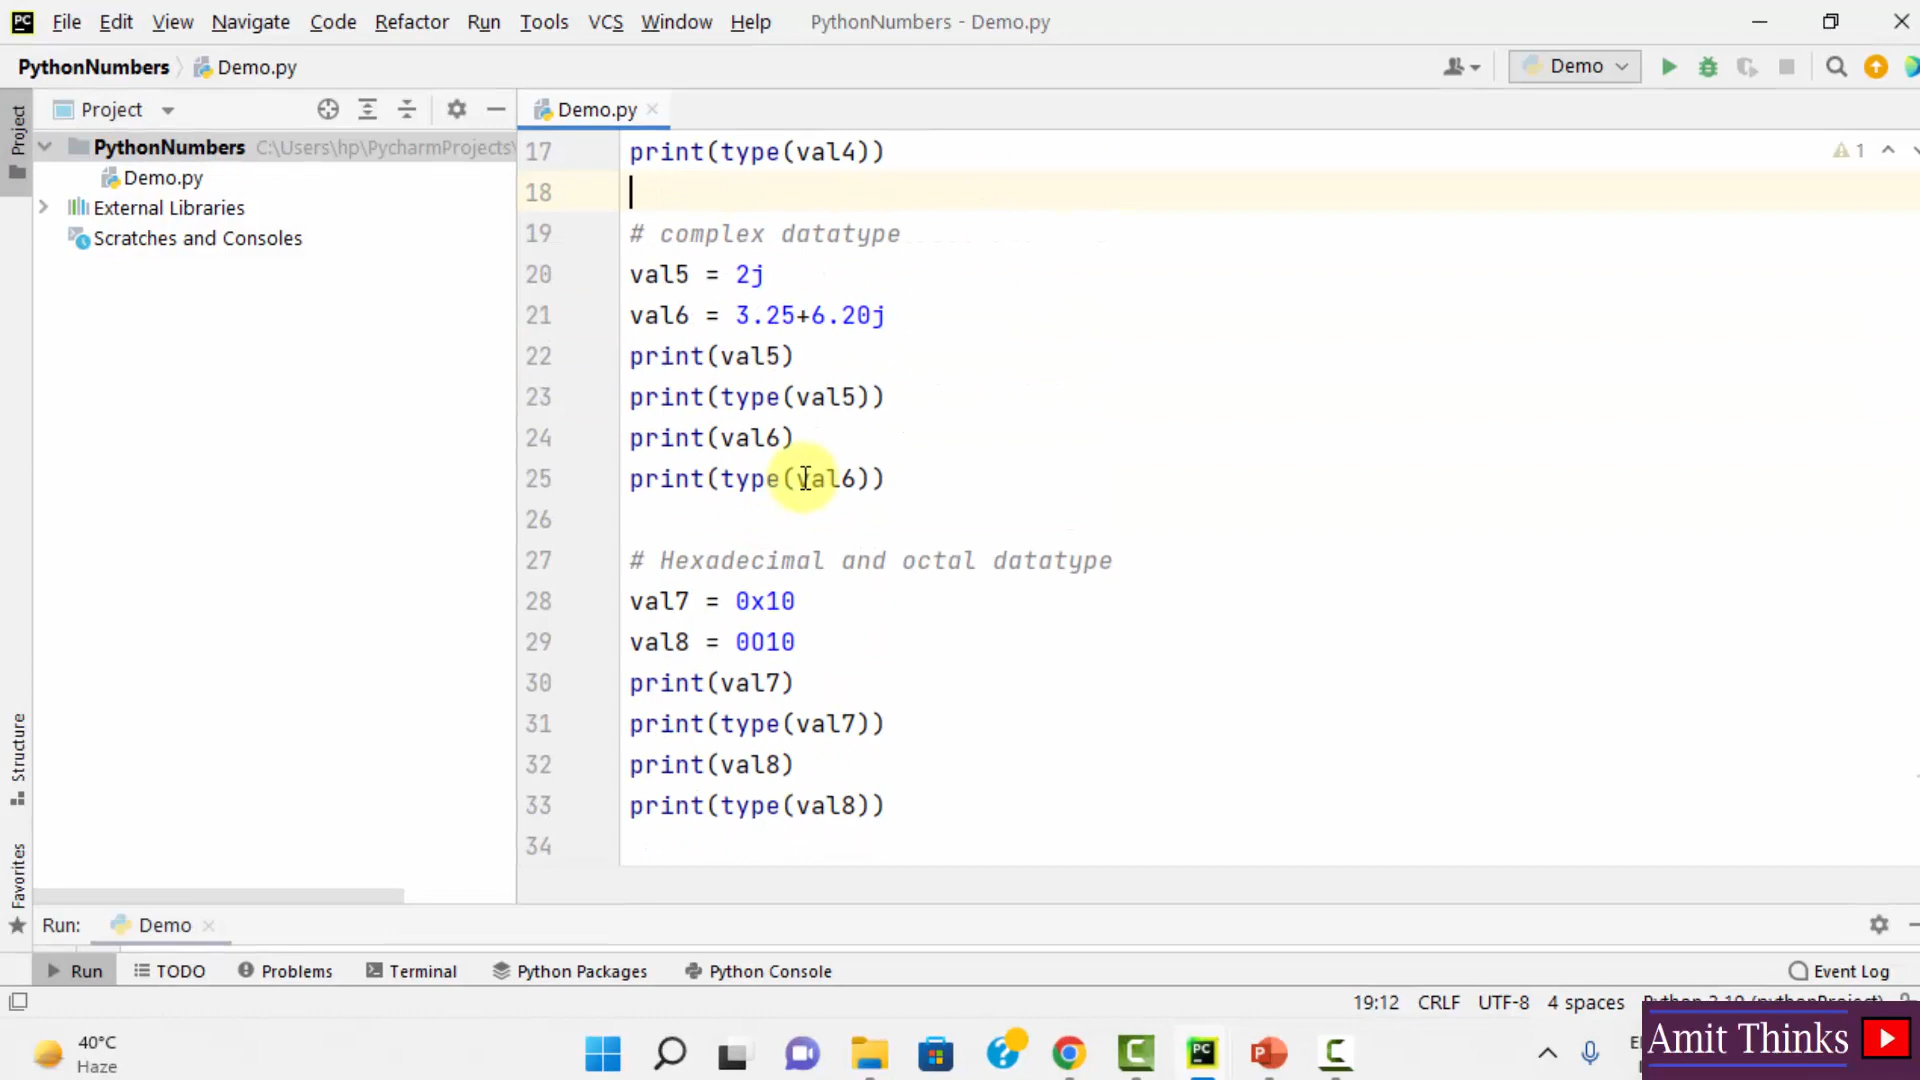 PC File Edit View Navigate Code Refactor Run Tools VCS Window Help PythonNumbers - Demo.py
PythonNumbers Demo.py Demo
Project Demo.py
PythonNumbers C:\Users\hp\PycharmProjects\
Demo.py
External Libraries
Scratches and Consoles
Project
Structure
Favorites
17 print(type(val4))
1
18
19 # complex datatype
20 val5 = 2j
21 val6 = 3.25+6.20j
22 print(val5)
23 print(type(val5))
24 print(val6)
25 print(type(val6))
26
27 # Hexadecimal and octal datatype
28 val7 = 0x10
29 val8 = 0O10
30 print(val7)
31 print(type(val7))
32 print(val8)
33 print(type(val8))
34
Run: Demo
Run TODO Problems Terminal Python Packages Python Console Event Log
19:12 CRLF UTF-8 4 spaces Python 3.10 (pythonProject)
40°C
Haze
Amit Thinks